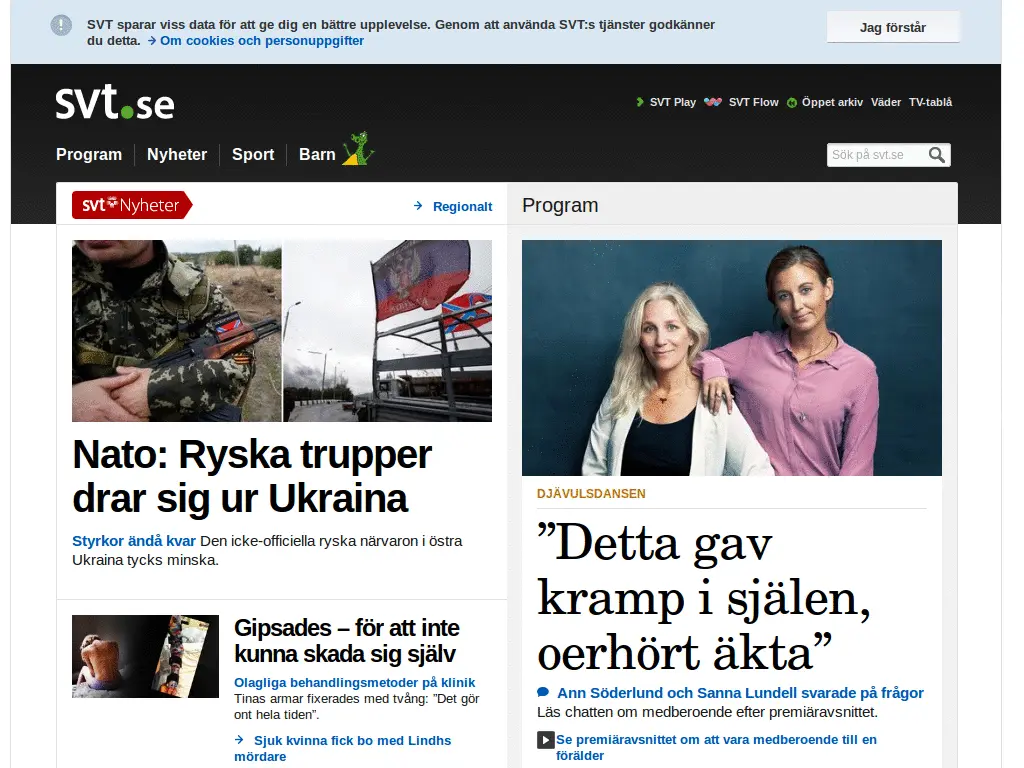 SVT sparar viss data för att ge dig en bättre upplevelse. Genom att använda SVT:s tjänster godkänner
du detta. → Om cookies och personuppgifter
Jag förstår
svt.se
SVT Play SVT Flow Öppet arkiv Väder TV-tablå
Program Nyheter Sport Barn
Sök på svt.se
svt Nyheter
→ Regionalt
Program
Nato: Ryska trupper
drar sig ur Ukraina
Styrkor ändå kvar Den icke-officiella ryska närvaron i östra
Ukraina tycks minska.
Gipsades – för att inte
kunna skada sig själv
Olagliga behandlingsmetoder på klinik
Tinas armar fixerades med tvång: ”Det gör
ont hela tiden”.
→ Sjuk kvinna fick bo med Lindhs
mördare
DJÄVULSDANSEN
”Detta gav
kramp i själen,
oerhört äkta”
Ann Söderlund och Sanna Lundell svarade på frågor
Läs chatten om medberoende efter premiäravsnittet.
Se premiäravsnittet om att vara medberoende till en
förälder